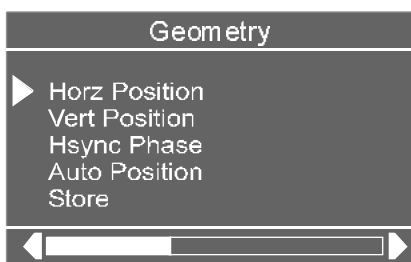 Geometry
Horz Position
Vert Position
Hsync Phase
Auto Position
Store